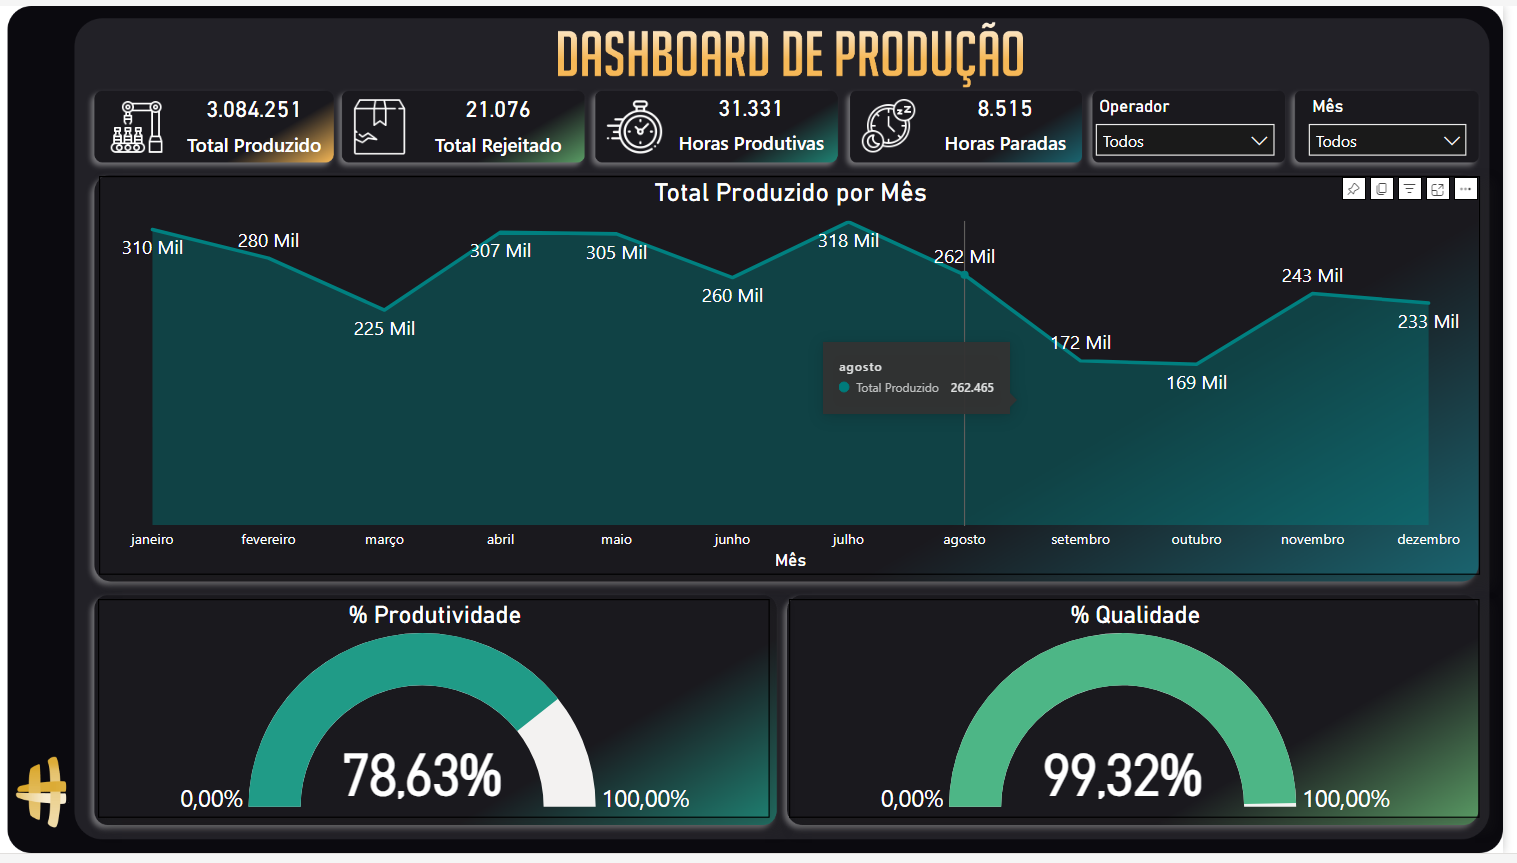 DASHBOARD DE PRODUÇÃO
3.084.251
Total Produzido
21.076
Total Rejeitado
31.331
Horas Produtivas
8.515
Horas Paradas
Operador
Todos
Mês
Todos
Total Produzido por Mês
310 Mil
280 Mil
225 Mil
307 Mil
305 Mil
260 Mil
318 Mil
262 Mil
172 Mil
169 Mil
243 Mil
233 Mil
agosto
Total Produzido 262.465
janeiro fevereiro março abril maio junho julho agosto setembro outubro novembro dezembro
Mês
% Produtividade
78,63%
0,00% 100,00%
% Qualidade
99,32%
0,00% 100,00%